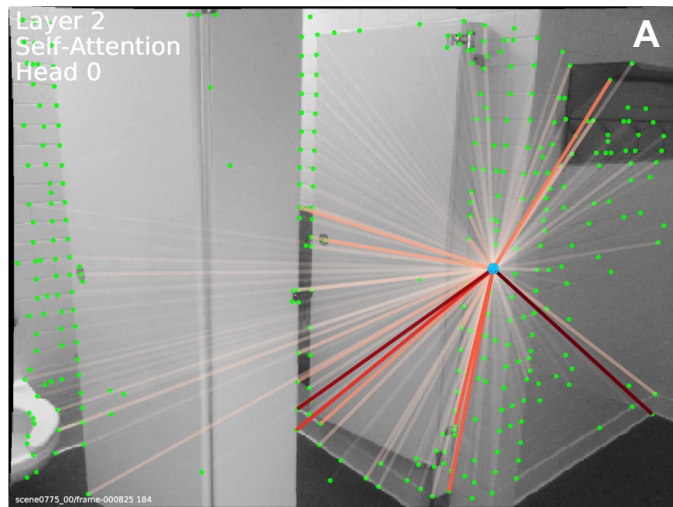 Layer 2
Self-Attention
Head 0
A
scene0775_00/frame-000825 184